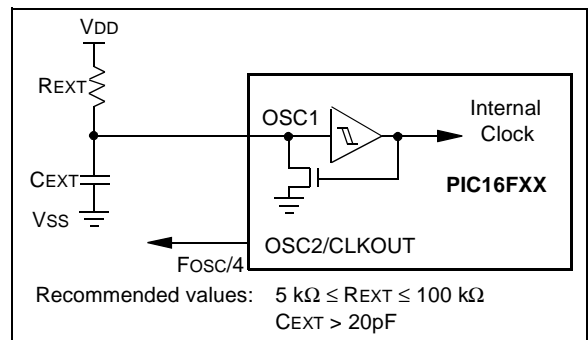 VDD
REXT
OSC1
Internal
Clock
CEXT
PIC16FXX
VSS
OSC2/CLKOUT
FOSC/4
Recommended values: 5 kΩ ≤ REXT ≤ 100 kΩ
CEXT > 20pF